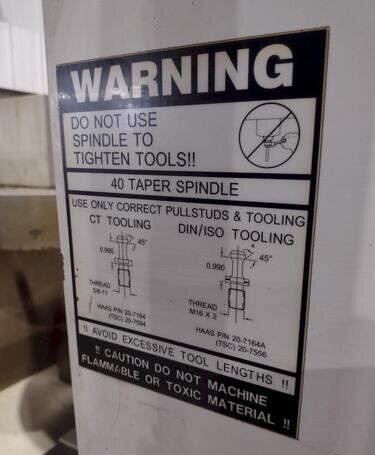 WARNING
DO NOT USE
SPINDLE TO
TIGHTEN TOOLS!!
40 TAPER SPINDLE
USE ONLY CORRECT PULLSTUDS & TOOLING
CT TOOLING
45°
0.990
THREAD
5/8-11
HAAS P/N 20-7164
(TSC) 20-7594
DIN/ISO TOOLING
45°
0.990
THREAD
M16 X 2
HAAS P/N 20-7164A
(TSC) 20-7556
!! AVOID EXCESSIVE TOOL LENGTHS !!
!! CAUTION DO NOT MACHINE
FLAMMABLE OR TOXIC MATERIAL !!